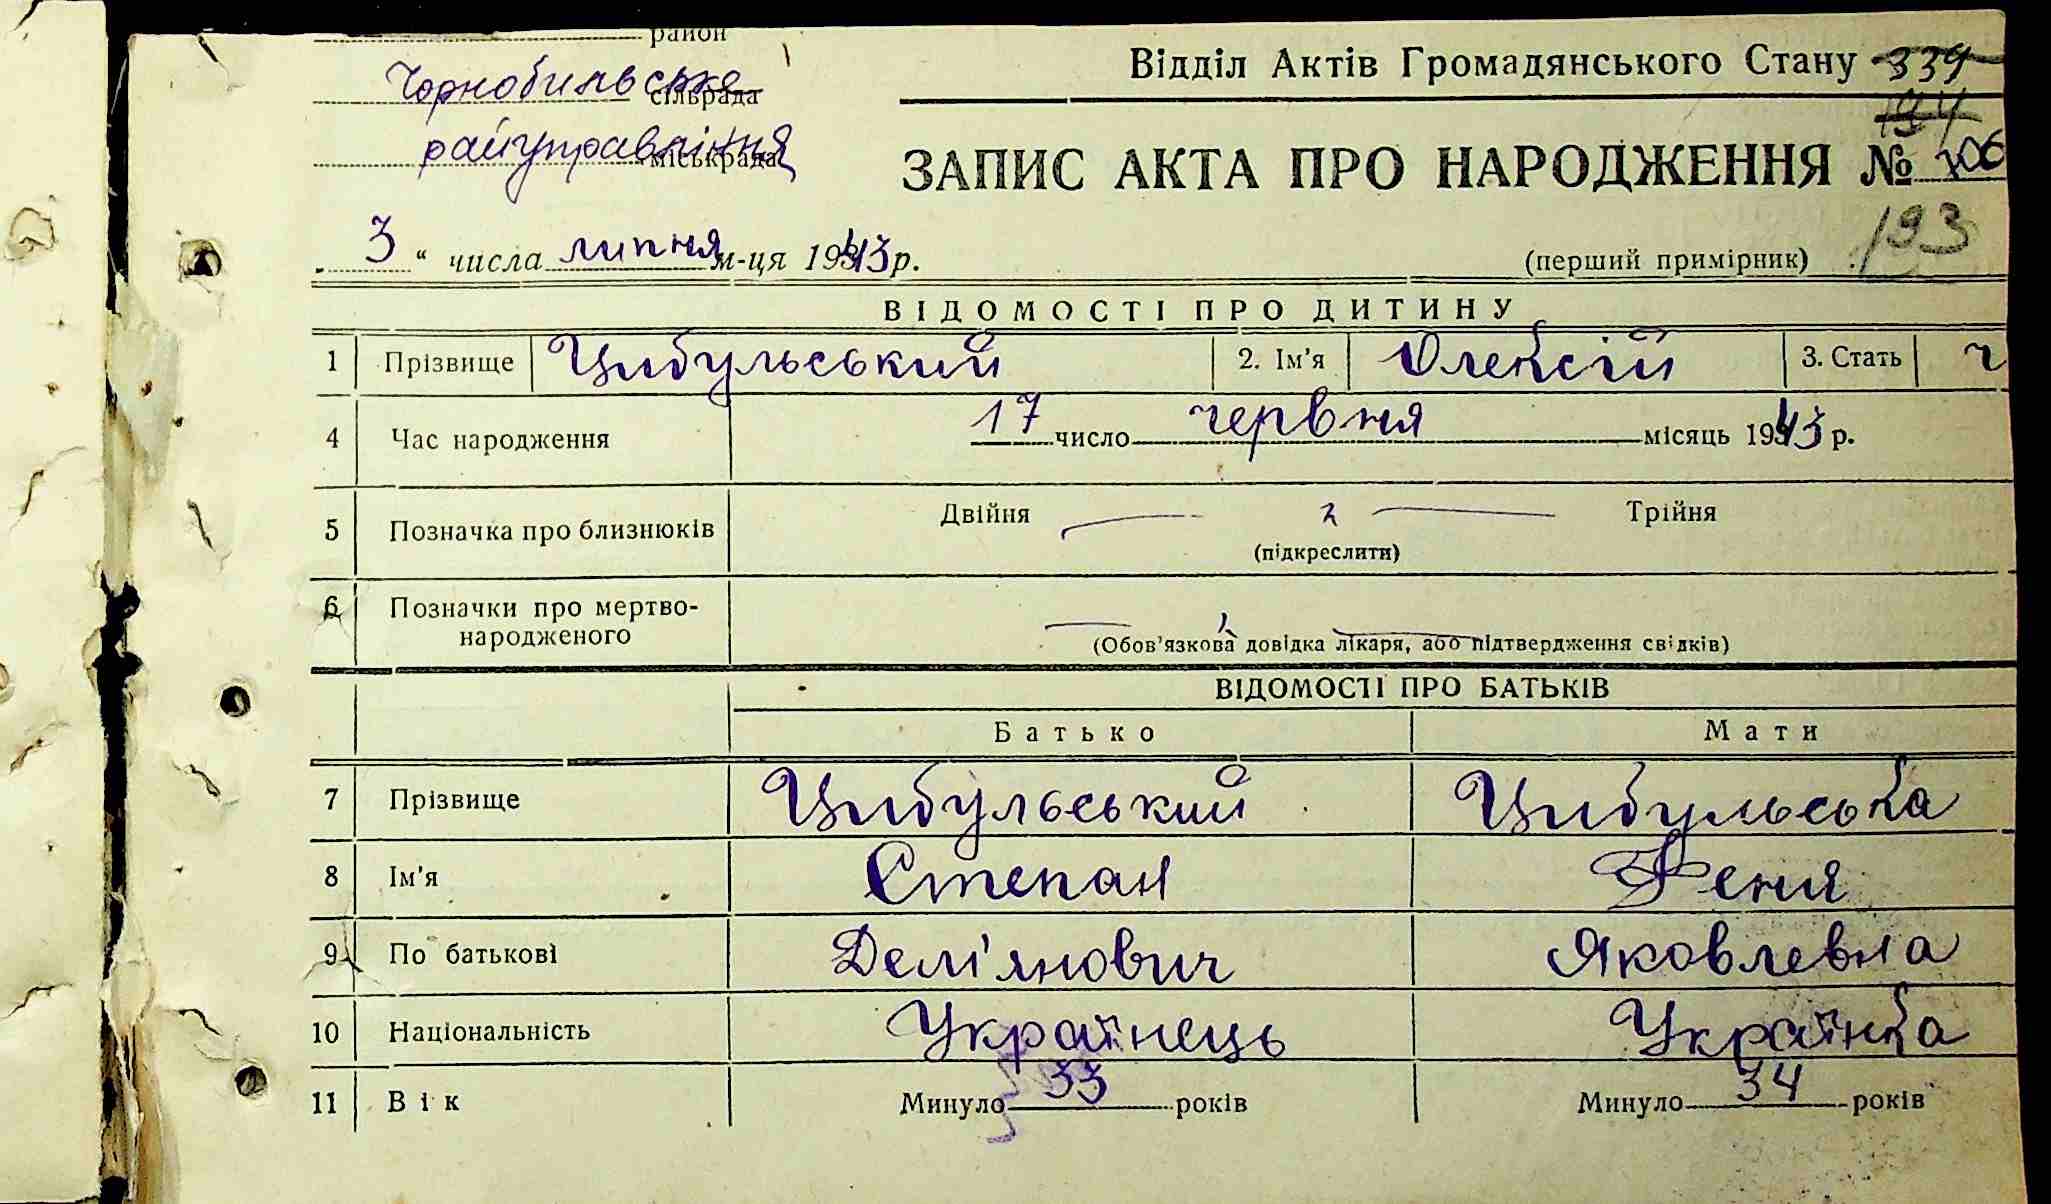 район
Чорнобильське сільрада
райуправління міськрада
Відділ Актів Громадянського Стану 339
194
ЗАПИС АКТА ПРО НАРОДЖЕННЯ № 106
193
3 “ числа липня м-ця 1943 р.
(перший примірник)
ВІДОМОСТІ ПРО ДИТИНУ
1 Прізвище Цибульський 2. Ім’я Олексій 3. Стать ч
4 Час народження 17 число червня місяць 1943 р.
5 Позначка про близнюків Двійня Трійня
(підкреслити)
6 Позначки про мертво-
народженого
(Обов’язкова довідка лікаря, або підтвердження свідків)
ВІДОМОСТІ ПРО БАТЬКІВ
Батько Мати
7 Прізвище Цибульський Цибульська
8 Ім’я Степан Феня
9 По батькові Дем'янович Яковлевна
10 Національність Українець Українка
11 Вік Минуло 33 років Минуло 34 років